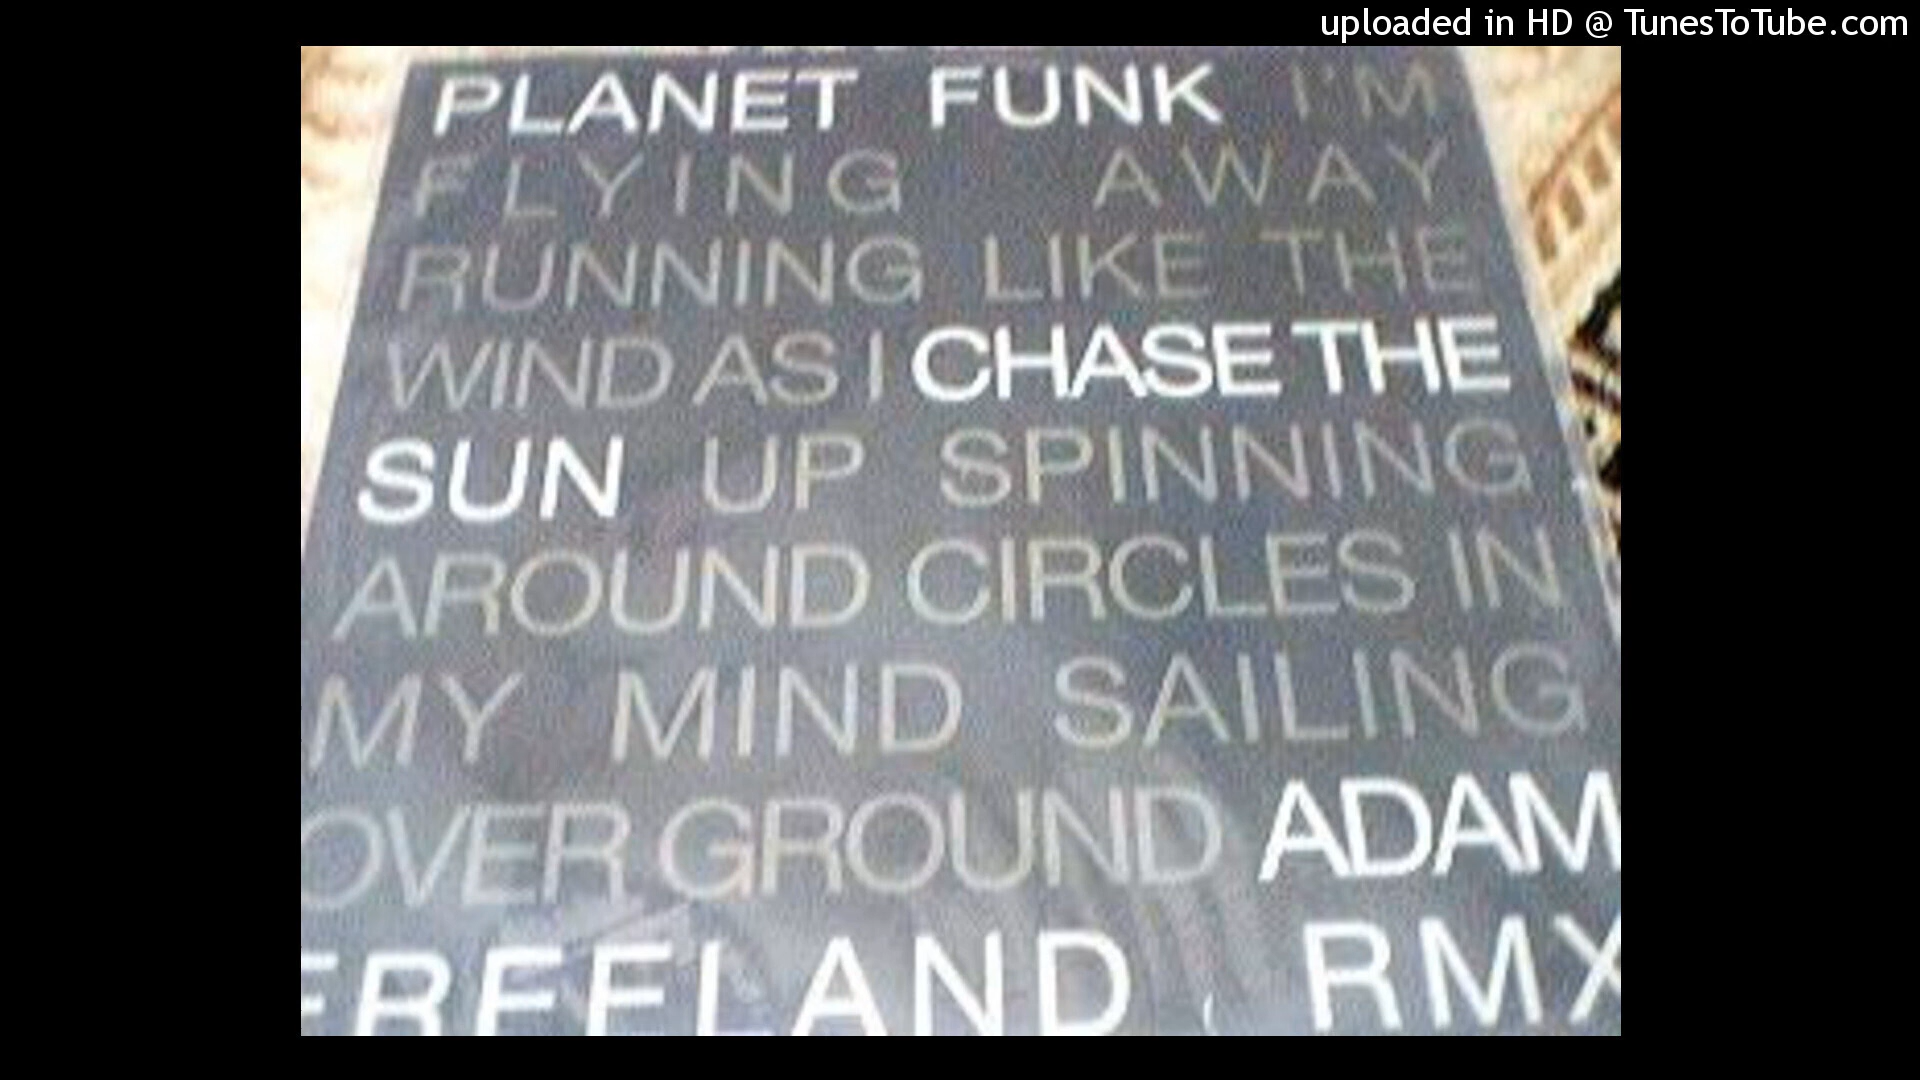 uploaded in HD @ TunesToTube.com
PLANET FUNK I'M
FLYING AWAY
RUNNING LIKE THE
WIND AS I CHASE THE
SUN UP SPINNING
AROUND CIRCLES IN
MY MIND SAILING
OVER GROUND ADAM
FREELAND RMX